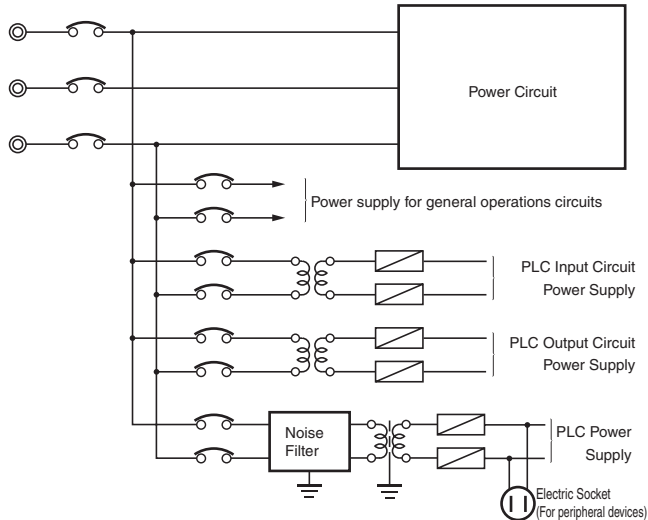 Power Circuit
Power supply for general operations circuits
PLC Input Circuit
Power Supply
PLC Output Circuit
Power Supply
Noise
Filter
PLC Power
Supply
Electric Socket
(For peripheral devices)